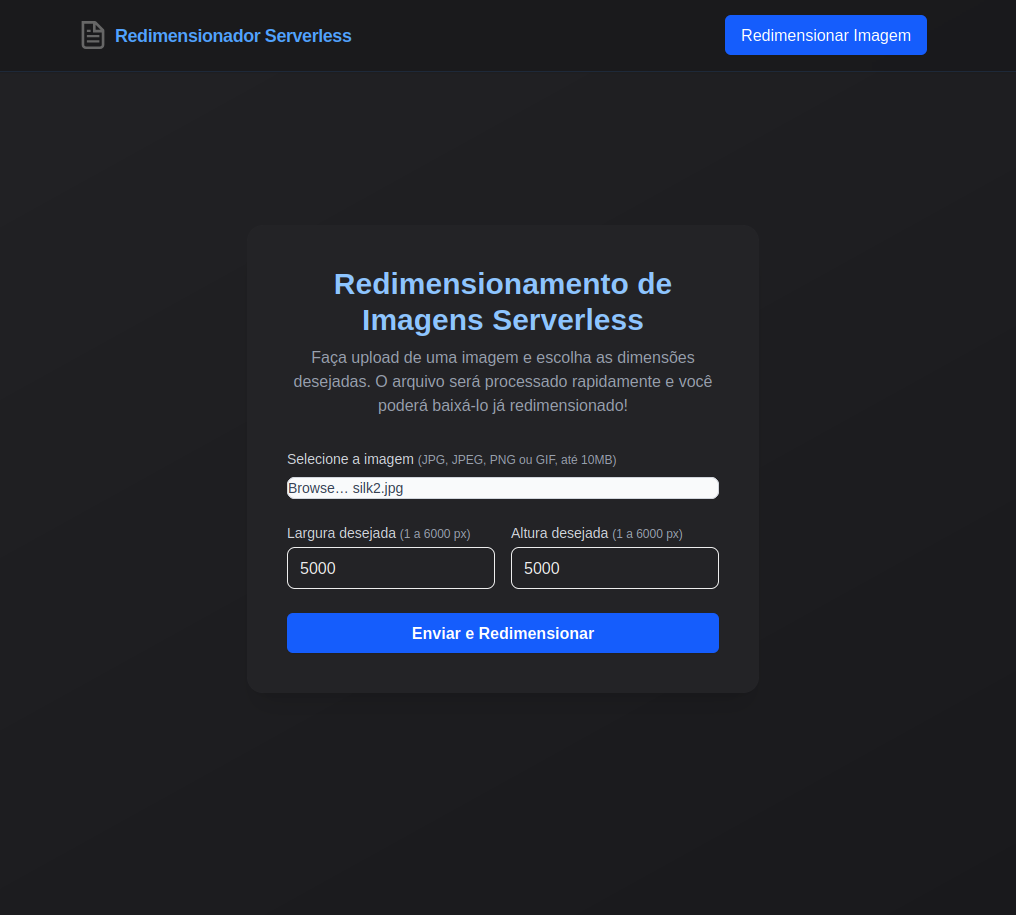 Redimensionador Serverless
Redimensionar Imagem
Redimensionamento de
Imagens Serverless
Faça upload de uma imagem e escolha as dimensões
desejadas. O arquivo será processado rapidamente e você
poderá baixá-lo já redimensionado!
Selecione a imagem (JPG, JPEG, PNG ou GIF, até 10MB)
Browse… silk2.jpg
Largura desejada (1 a 6000 px) Altura desejada (1 a 6000 px)
5000 5000
Enviar e Redimensionar